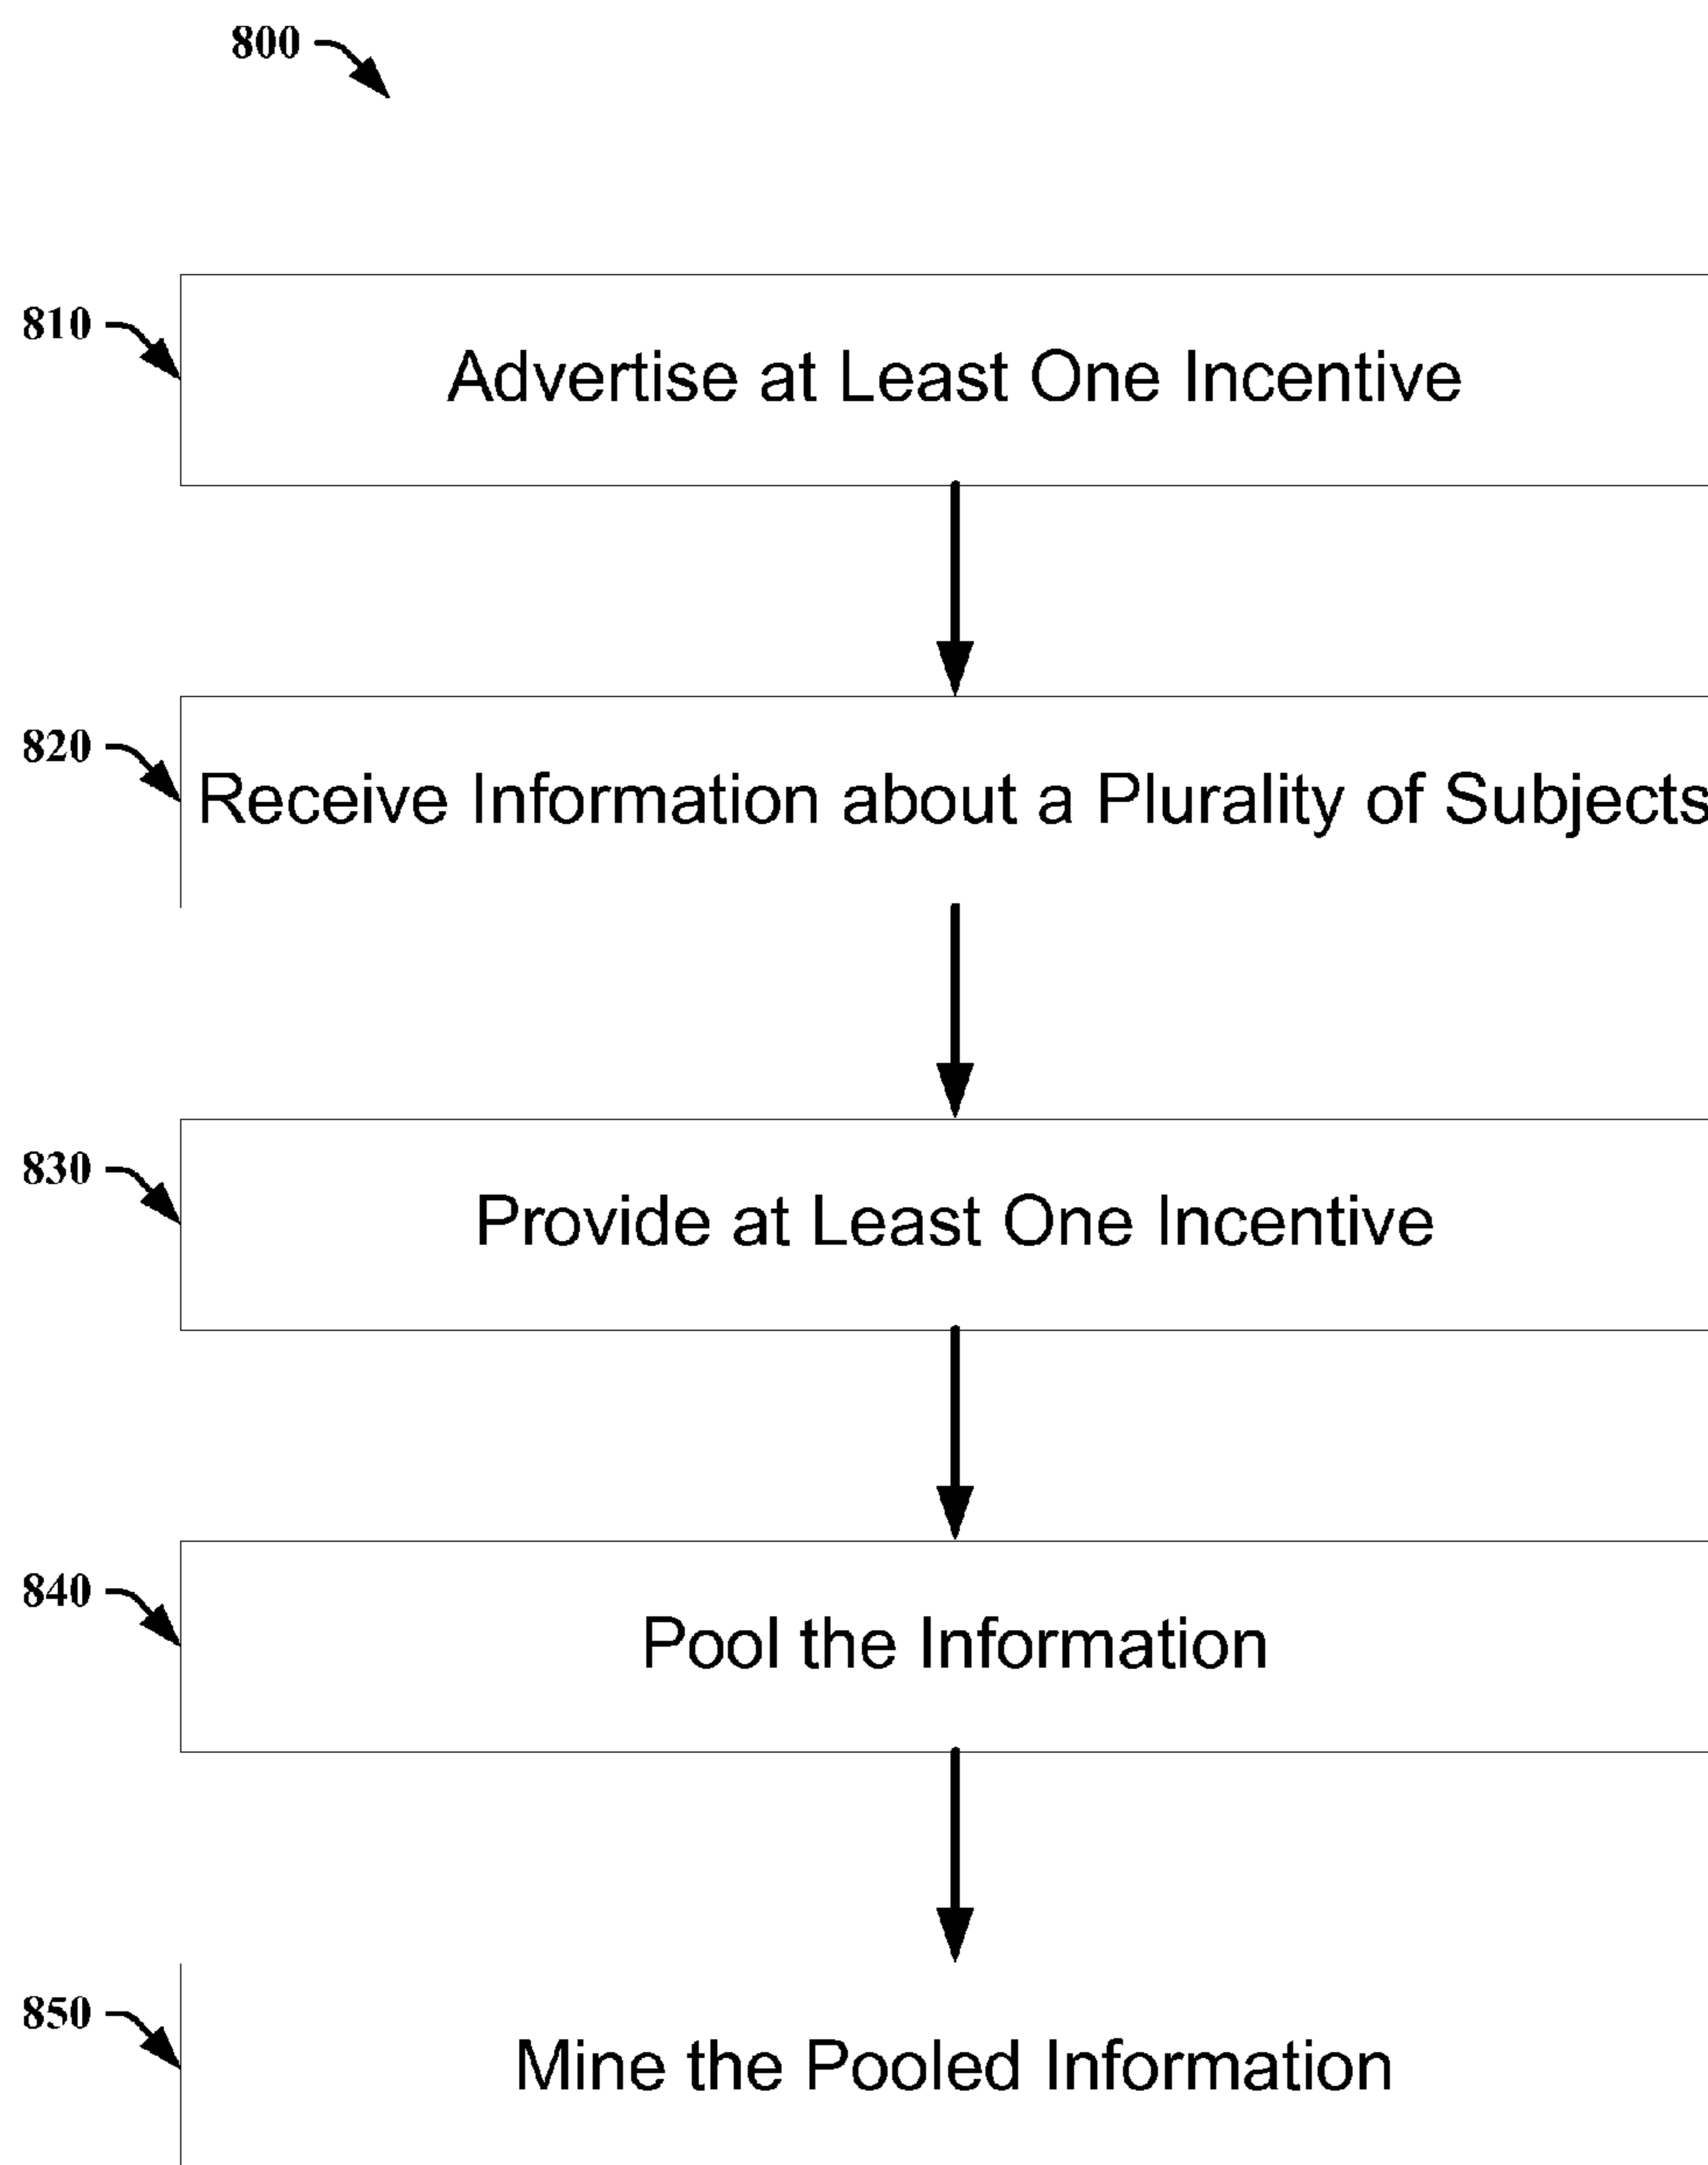 800
810
Advertise at Least One Incentive
820
Receive Information about a Plurality of Subjects
830
Provide at Least One Incentive
840
Pool the Information
850
Mine the Pooled Information